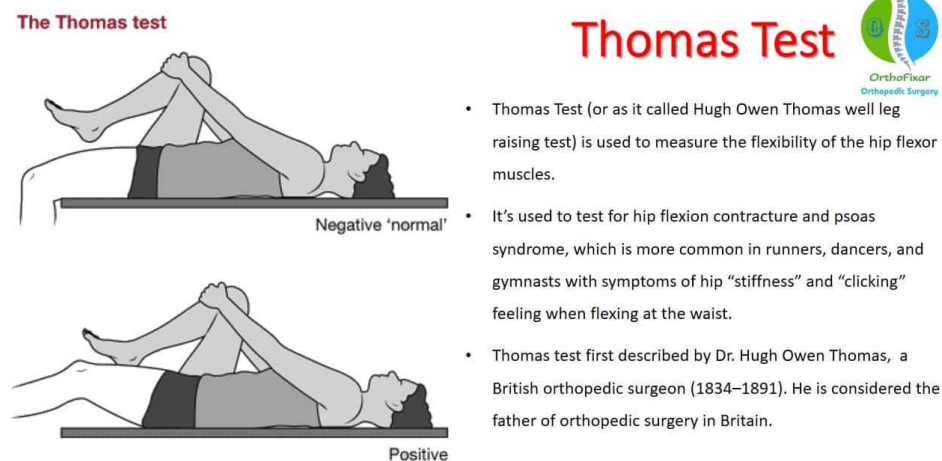 The Thomas test
Negative ‘normal’
Positive
Thomas Test
O S
OrthoFixar
Orthopedic Surgery
• Thomas Test (or as it called Hugh Owen Thomas well leg
raising test) is used to measure the flexibility of the hip flexor
muscles.
• It’s used to test for hip flexion contracture and psoas
syndrome, which is more common in runners, dancers, and
gymnasts with symptoms of hip “stiffness” and “clicking”
feeling when flexing at the waist.
• Thomas test first described by Dr. Hugh Owen Thomas, a
British orthopedic surgeon (1834–1891). He is considered the
father of orthopedic surgery in Britain.